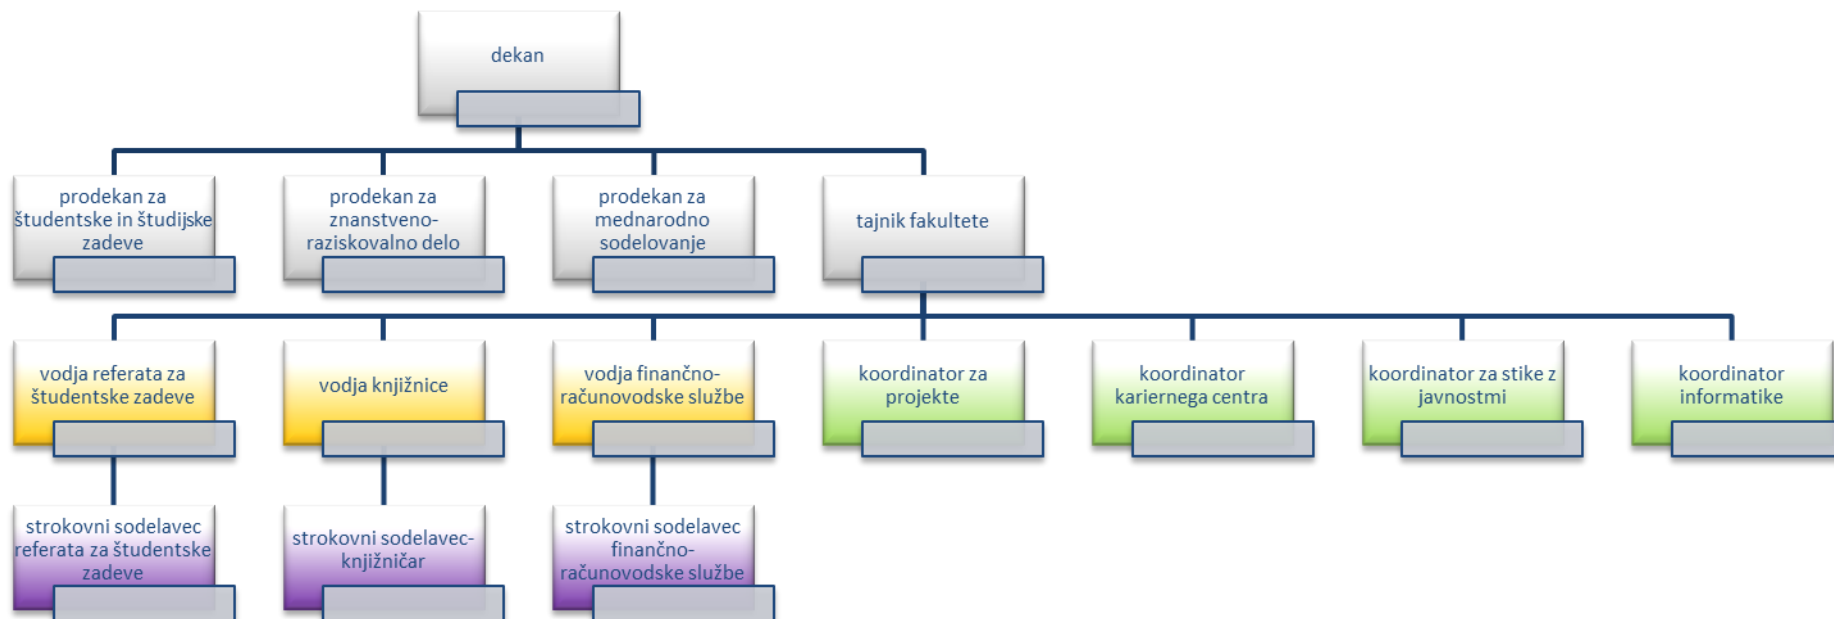 dekan
prodekan za
študentske in študijske
zadeve
prodekan za
znanstveno-
raziskovalno delo
prodekan za
mednarodno
sodelovanje
tajnik fakultete
vodja referata za
študentske zadeve
vodja knjižnice
vodja finančno-
računovodske službe
koordinator za
projekte
koordinator
kariernega centra
koordinator za stike z
javnostmi
koordinator
informatike
strokovni sodelavec
referata za študentske
zadeve
strokovni sodelavec-
knjižničar
strokovni sodelavec
finančno-
računovodske službe